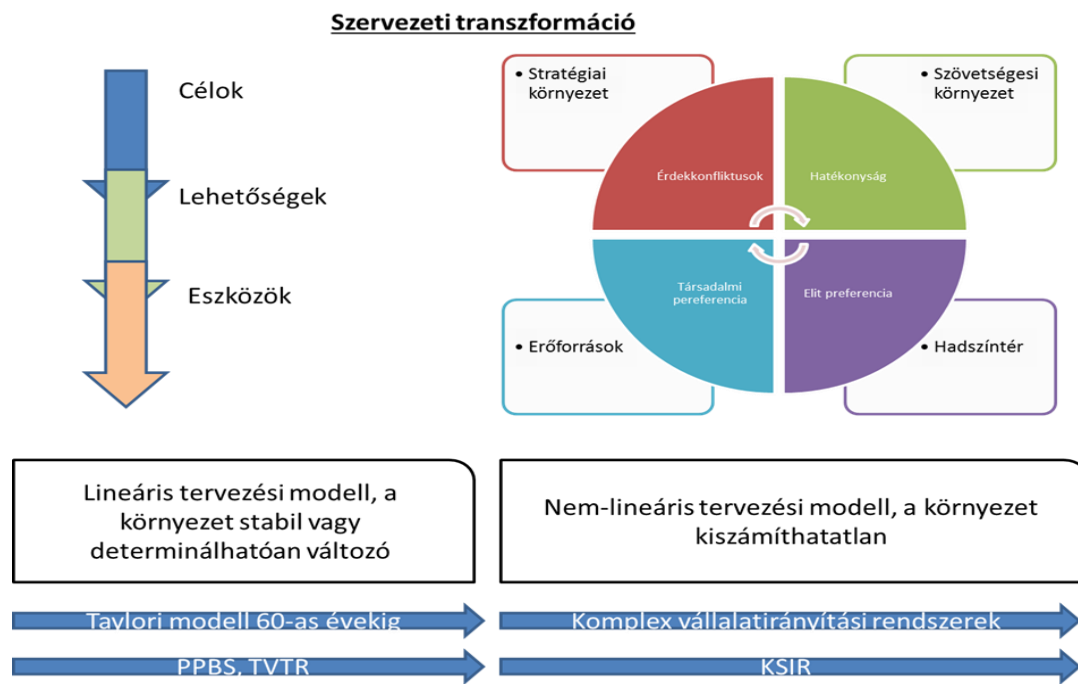 Szervezeti transzformáció
Célok
Lehetőségek
Eszközök
• Stratégiai
környezet
• Szövetségesi
környezet
Érdekkonfliktusok
Hatékonyság
Társadalmi
pereferencia
Elit preferencia
• Erőforrások
• Hadszíntér
Lineáris tervezési modell, a
környezet stabil vagy
determinálhatóan változó
Nem-lineáris tervezési modell, a környezet
kiszámíthatatlan
Taylori modell 60-as évekig
Komplex vállalatirányítási rendszerek
PPBS, TVTR
KSIR